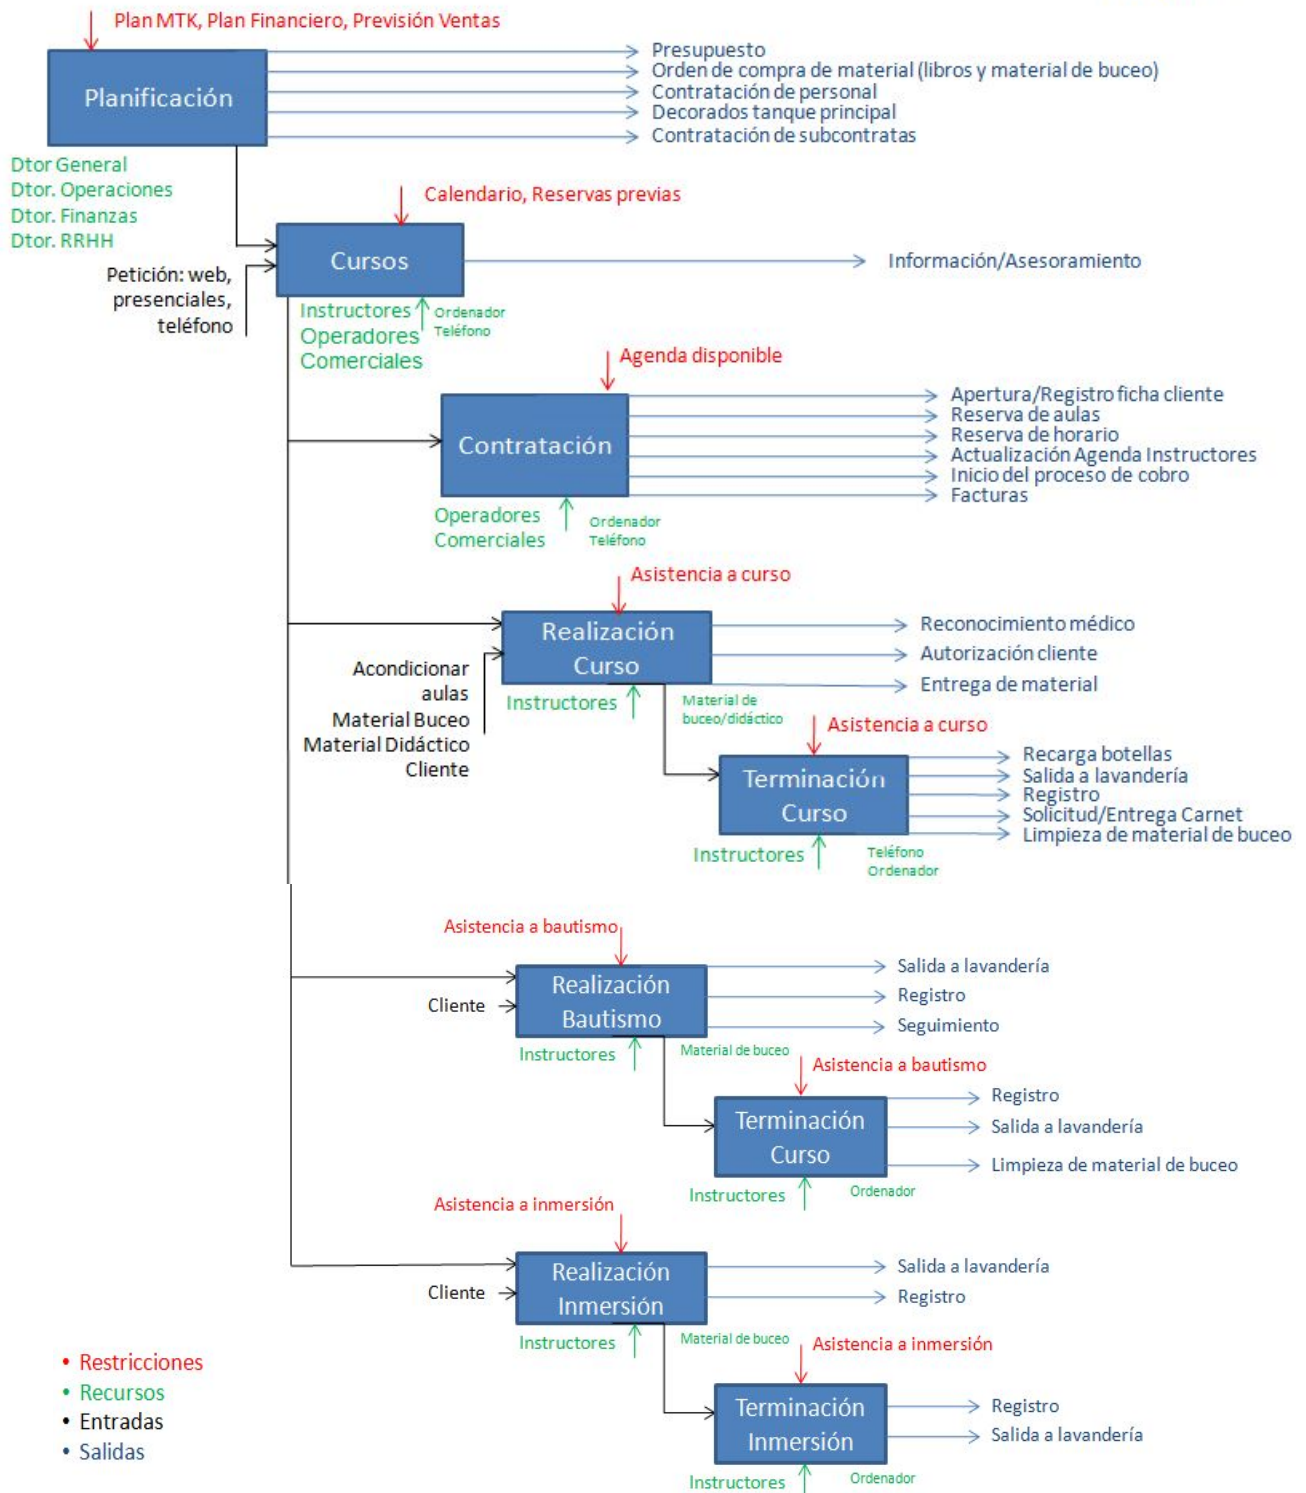 Plan MTK, Plan Financiero, Previsión Ventas
Planificación
Presupuesto
Orden de compra de material (libros y material de buceo)
Contratación de personal
Decorados tanque principal
Contratación de subcontratas
Dtor General
Dtor. Operaciones
Dtor. Finanzas
Dtor. RRHH
Calendario, Reservas previas
Cursos
Información/Asesoramiento
Petición: web,
presenciales,
teléfono
Instructores
Operadores
Comerciales
Ordenador
Teléfono
Agenda disponible
Contratación
Apertura/Registro ficha cliente
Reserva de aulas
Reserva de horario
Actualización Agenda Instructores
Inicio del proceso de cobro
Facturas
Operadores
Comerciales
Ordenador
Teléfono
Asistencia a curso
Realización
Curso
Reconocimiento médico
Autorización cliente
Entrega de material
Acondicionar
aulas
Material Buceo
Material Didáctico
Cliente
Instructores
Material de
buceo/didáctico
Asistencia a curso
Terminación
Curso
Recarga botellas
Salida a lavandería
Registro
Solicitud/Entrega Carnet
Limpieza de material de buceo
Instructores
Teléfono
Ordenador
Asistencia a bautismo
Realización
Bautismo
Cliente
Salida a lavandería
Registro
Seguimiento
Instructores
Material de buceo
Asistencia a bautismo
Terminación
Curso
Registro
Salida a lavandería
Limpieza de material de buceo
Instructores
Ordenador
Asistencia a inmersión
Realización
Inmersión
Cliente
Salida a lavandería
Registro
Instructores
Material de buceo
Asistencia a inmersión
Terminación
Inmersión
Registro
Salida a lavandería
Instructores
Ordenador
• Restricciones
• Recursos
• Entradas
• Salidas